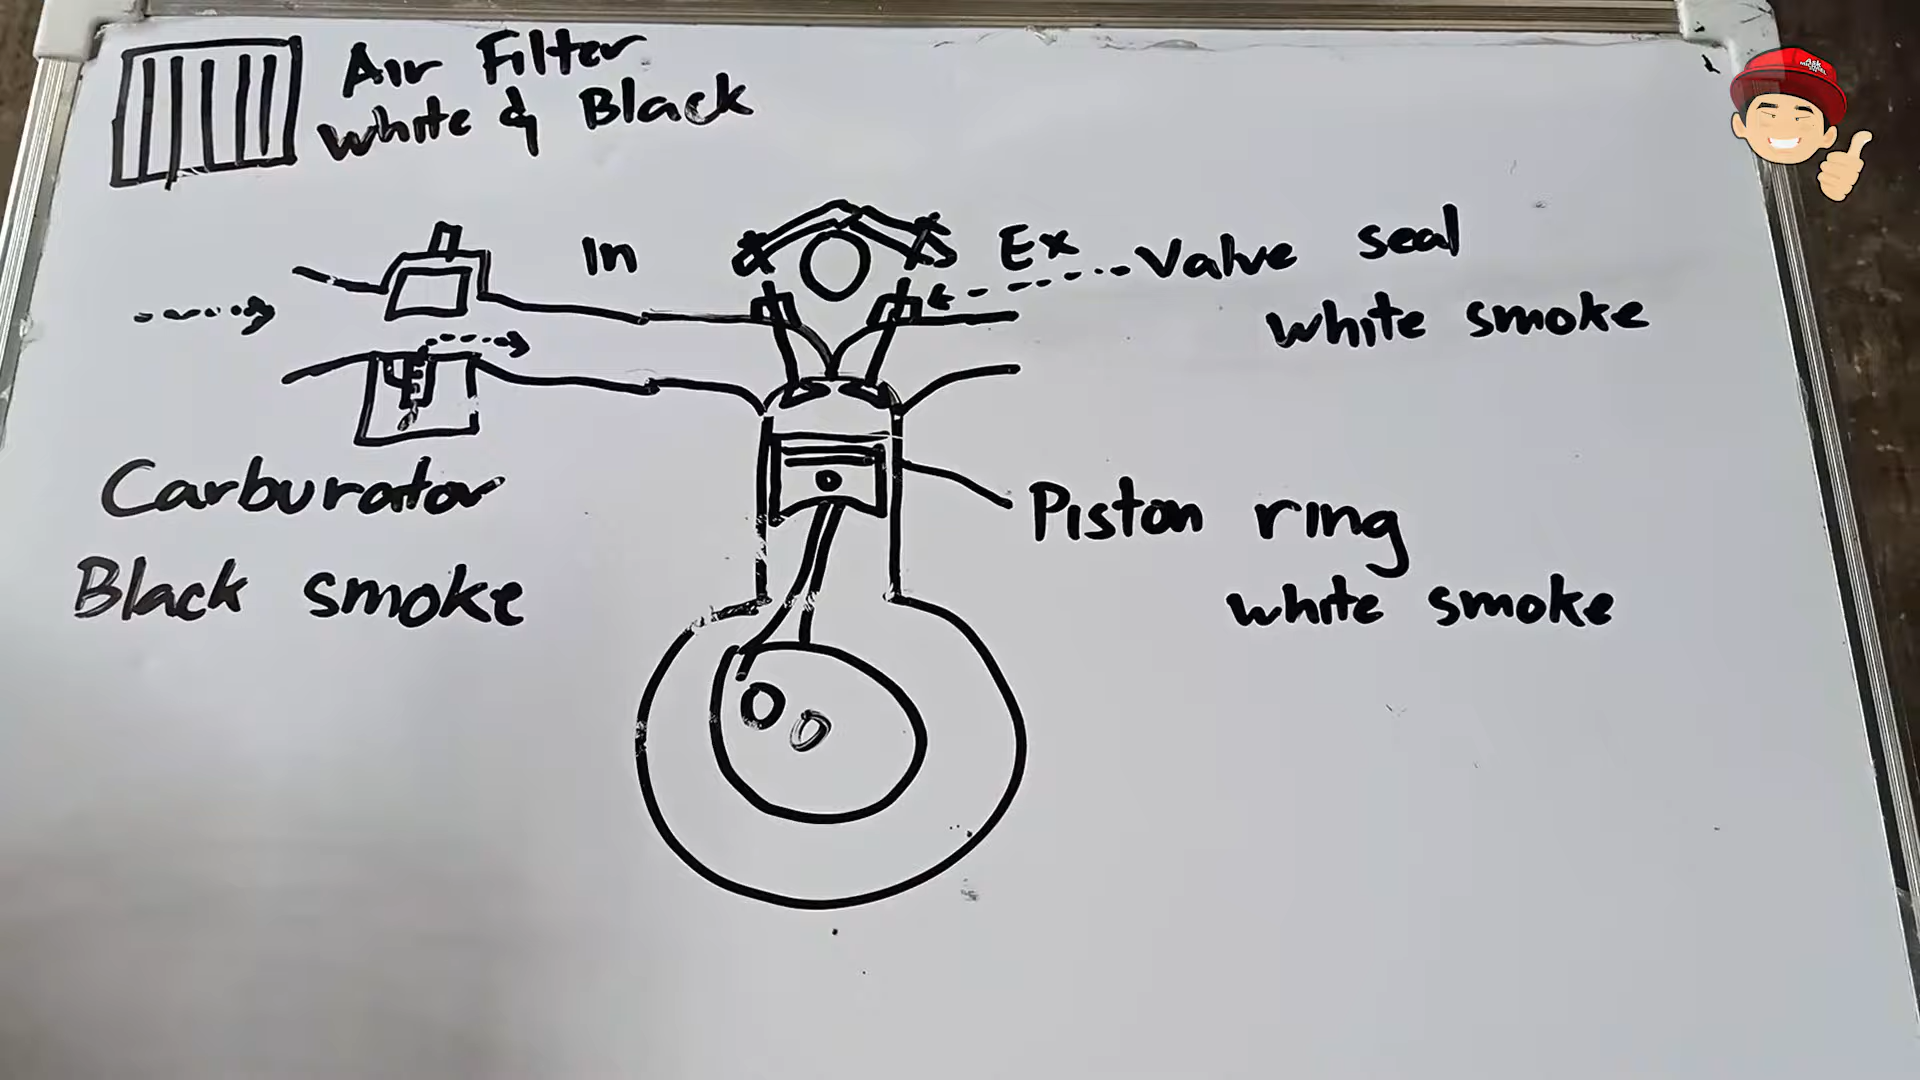 Air Filter
White & Black
In
Ex
Valve seal
white smoke
Carburator
Black smoke
Piston ring
white smoke